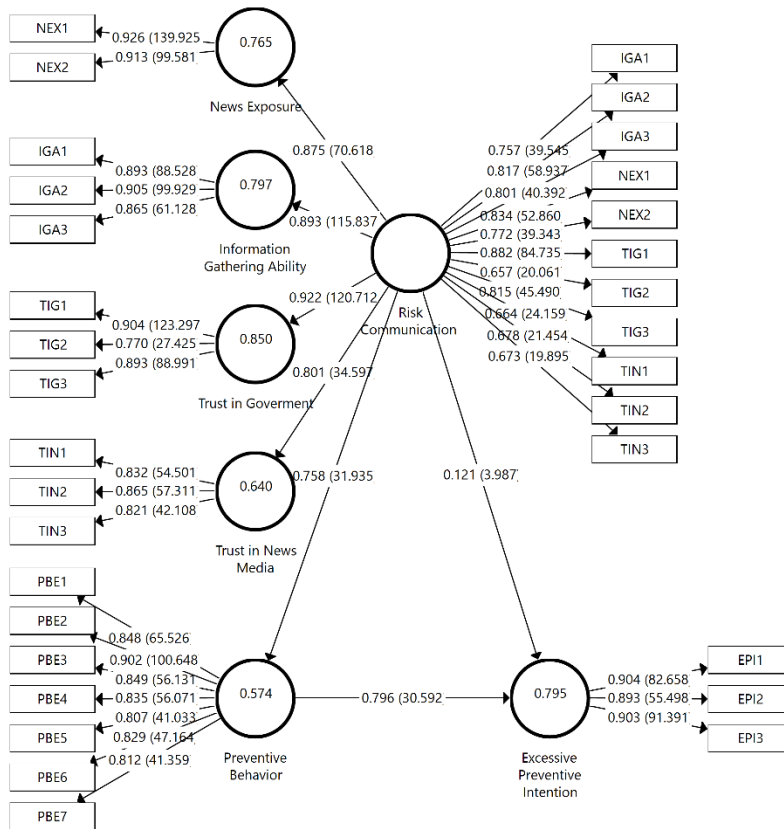 NEX1
NEX2
0.926 (139.925
0.913 (99.581)
0.765
News Exposure
IGA1
IGA2
IGA3
0.893 (88.528)
0.905 (99.929)
0.865 (61.128)
0.797
Information
Gathering Ability
TIG1
TIG2
TIG3
0.904 (123.297)
0.770 (27.425)
0.893 (88.991)
0.850
Trust in Goverment
TIN1
TIN2
TIN3
0.832 (54.501)
0.865 (57.311)
0.821 (42.108)
0.640
Trust in News
Media
PBE1
PBE2
PBE3
PBE4
PBE5
PBE6
PBE7
0.848 (65.526)
0.902 (100.648)
0.849 (56.131)
0.835 (56.071)
0.807 (41.033)
0.829 (47.164)
0.812 (41.359)
0.574
Preventive
Behavior
0.875 (70.618)
0.893 (115.837)
0.922 (120.712)
0.801 (34.597)
0.758 (31.935)
0.121 (3.987)
0.796 (30.592)
Risk
Communication
0.757 (39.545)
0.817 (58.937)
0.801 (40.392)
0.834 (52.860)
0.772 (39.343)
0.882 (84.735)
0.657 (20.061)
0.815 (45.490)
0.664 (24.159)
0.678 (21.454)
0.673 (19.895)
IGA1
IGA2
IGA3
NEX1
NEX2
TIG1
TIG2
TIG3
TIN1
TIN2
TIN3
0.795
Excessive
Preventive
Intention
0.904 (82.658)
0.893 (55.498)
0.903 (91.391)
EPI1
EPI2
EPI3